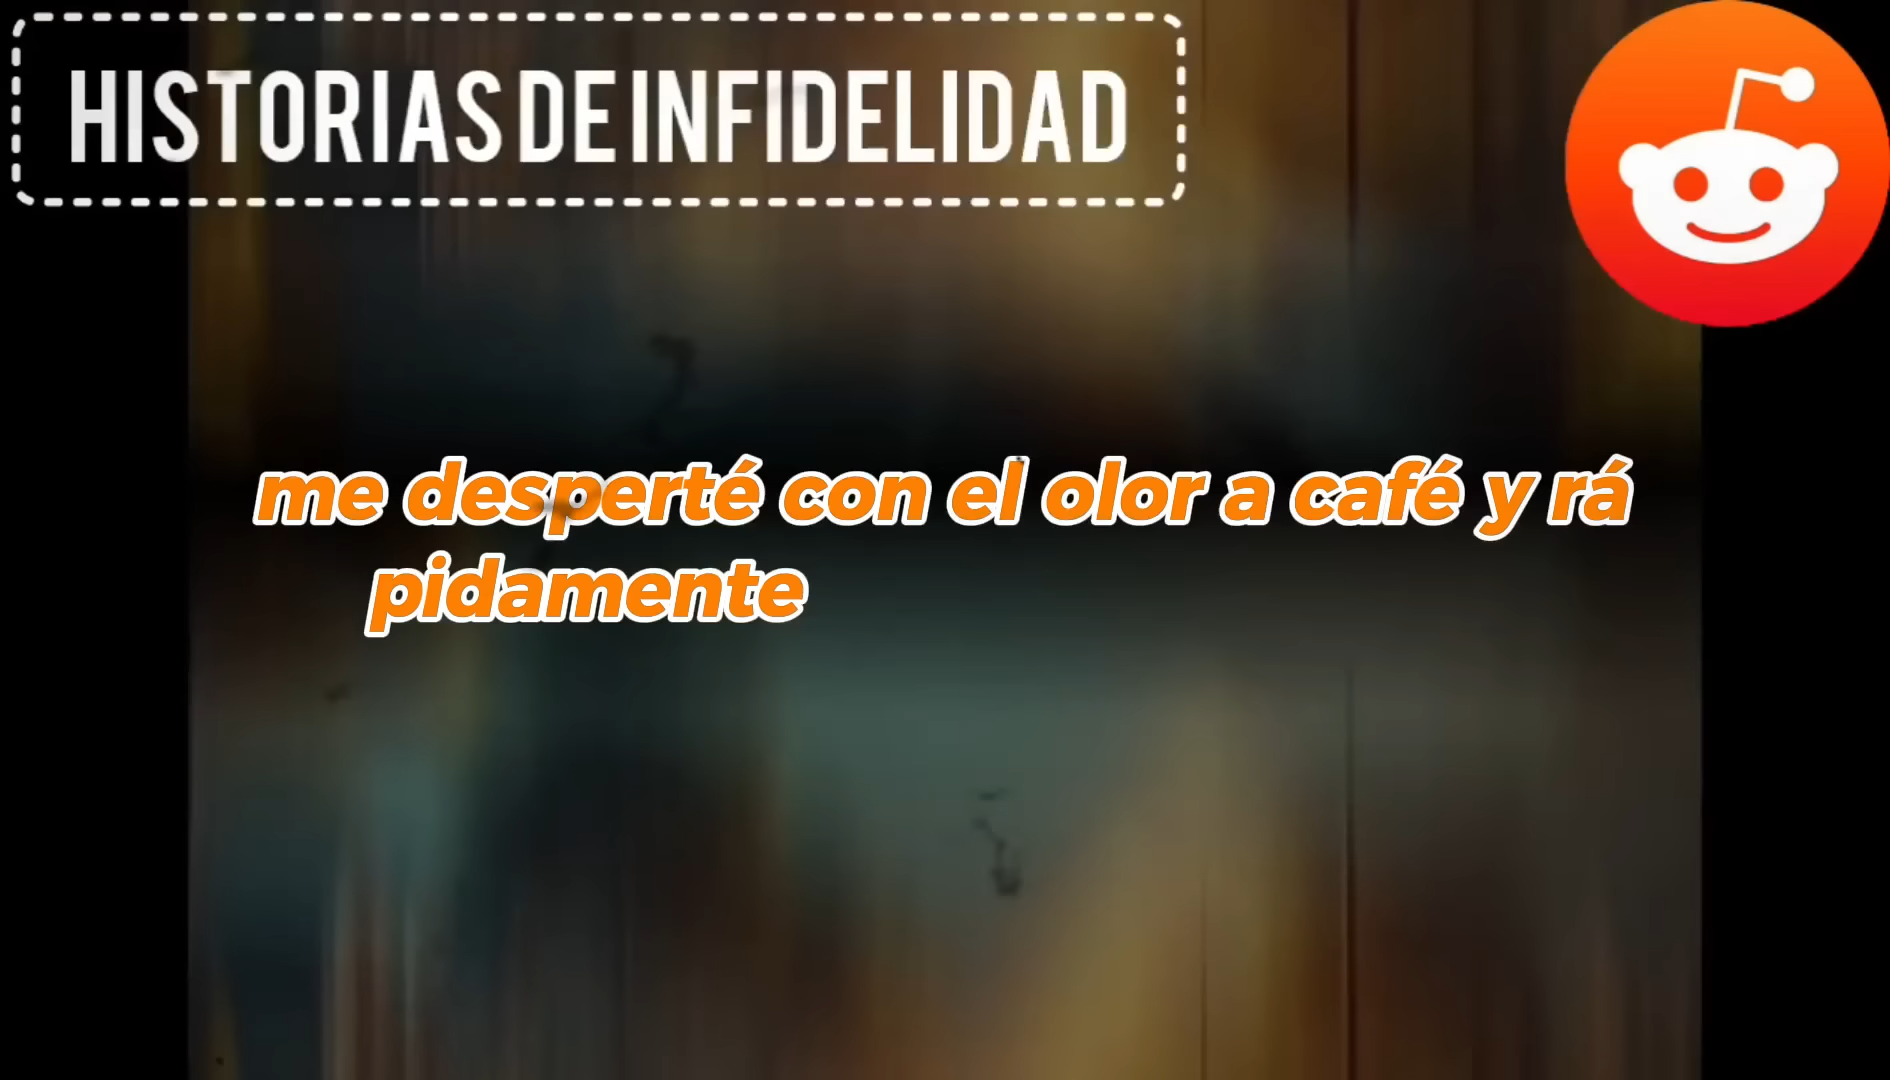 HISTORIAS DE INFIDELIDAD
me desperté con el olor a café y rá
pidamente